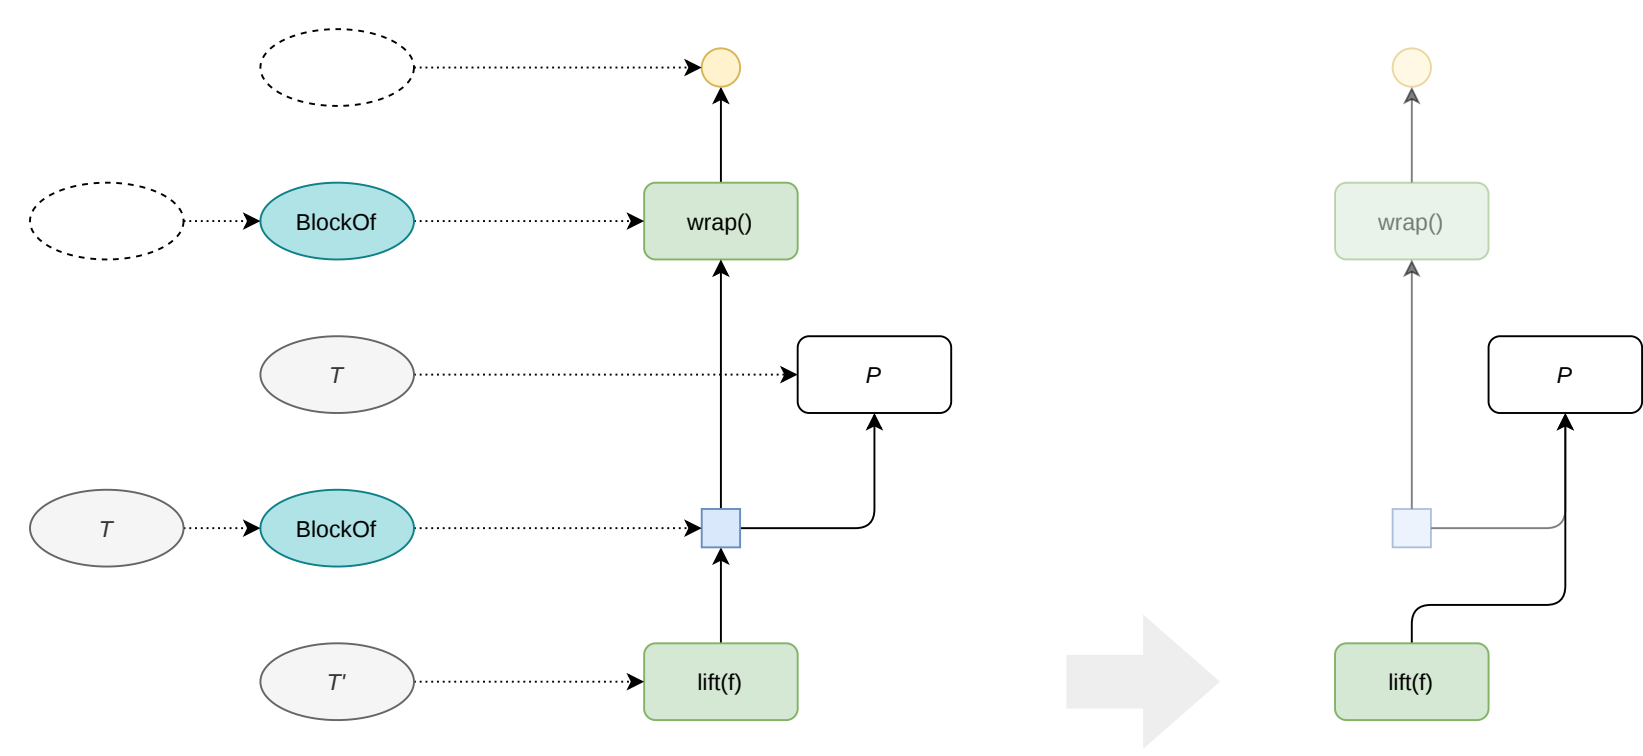 BlockOf
wrap()
wrap()
T
P
P
T
BlockOf
T'
lift(f)
lift(f)